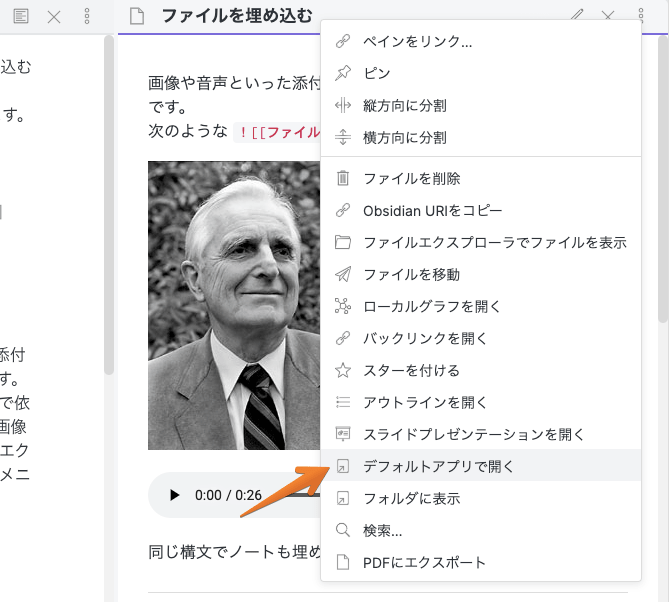 込む
す。
添付
す。
で依
画像
エク
メニ
ファイルを埋め込む
画像や音声といった添付
です。
次のような ![[ファイル
0:00 / 0:26
同じ構文でノートも埋め
ペインをリンク...
ピン
縦方向に分割
横方向に分割
ファイルを削除
Obsidian URIをコピー
ファイルエクスプローラでファイルを表示
ファイルを移動
ローカルグラフを開く
バックリンクを開く
スターを付ける
アウトラインを開く
スライドプレゼンテーションを開く
デフォルトアプリで開く
フォルダに表示
検索...
PDFにエクスポート